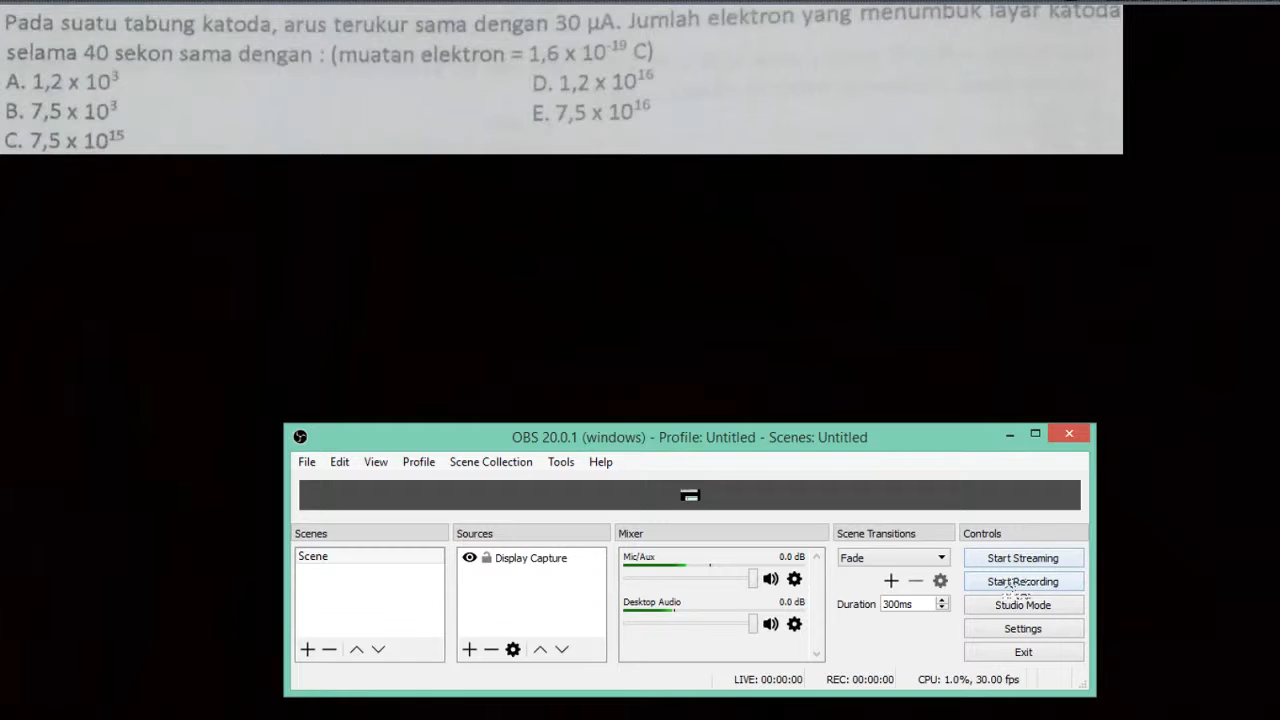 Pada suatu tabung katoda, arus terukur sama dengan 30 µA. Jumlah elektron yang menumbuk layar katoda
selama 40 sekon sama dengan : (muatan elektron = 1,6 x 10⁻¹⁹ C)
A. 1,2 x 10³
D. 1,2 x 10¹⁶
B. 7,5 x 10³
E. 7,5 x 10¹⁶
C. 7,5 x 10¹⁵
OBS 20.0.1 (windows) - Profile: Untitled - Scenes: Untitled
File Edit View Profile Scene Collection Tools Help
Scenes Sources Mixer Scene Transitions Controls
Scene
Display Capture
Mic/Aux 0.0 dB
Fade
Start Streaming
Start Recording
Desktop Audio 0.0 dB
Duration 300ms
Studio Mode
Settings
Exit
LIVE: 00:00:00 REC: 00:00:00 CPU: 1.0%, 30.00 fps